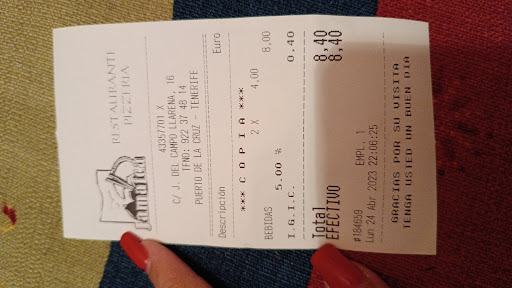 RESTAURANTE
PIZZERIA
43357701 X
C/ J. DEL CAMPO LLARENA, 16
TFNO: 922 37 48 14
PUERTO DE LA CRUZ - TENERIFE
Descripción Euro
*** C O P I A ***
BEBIDAS 2 X 4,00 8,00
I.G.I.C. 5.00 % 0.40
Total 8,40
EFECTIVO 8,40
#184659 EMPL. 1
Lun 24 Abr 2023 22:06:25
GRACIAS POR SU VISITA
TENGA USTED UN BUEN DIA